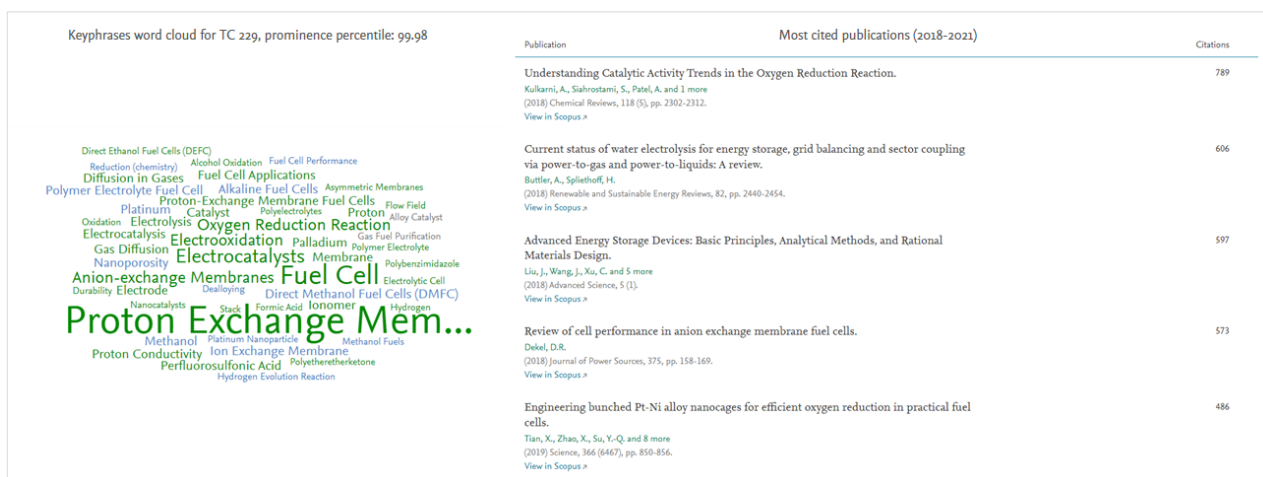 Keyphrases word cloud for TC 229, prominence percentile: 99.98
Direct Ethanol Fuel Cells (DEFC)
Reduction (chemistry) Alcohol Oxidation Fuel Cell Performance
Diffusion in Gases Fuel Cell Applications
Polymer Electrolyte Fuel Cell Alkaline Fuel Cells Asymmetric Membranes
Proton-Exchange Membrane Fuel Cells Flow Field
Platinum Catalyst Polyelectrolytes Proton Alloy Catalyst
Oxidation Electrolysis Oxygen Reduction Reaction
Electrocatalysis Electrooxidation Palladium Gas Fuel Purification
Gas Diffusion Electrocatalysts Membrane Polymer Electrolyte
Nanoporosity Polybenzimidazole
Anion-exchange Membranes Fuel Cell Electrolytic Cell
Durability Electrode Dealloying Direct Methanol Fuel Cells (DMFC)
Nanocatalysts Stack Formic Acid Ionomer Hydrogen
Proton Exchange Mem...
Methanol Platinum Nanoparticle Methanol Fuels
Proton Conductivity Ion Exchange Membrane
Perfluorosulfonic Acid Polyetheretherketone
Hydrogen Evolution Reaction
Most cited publications (2018-2021)
Publication Citations
Understanding Catalytic Activity Trends in the Oxygen Reduction Reaction. 789
Kulkarni, A., Siahrostami, S., Patel, A. and 1 more
(2018) Chemical Reviews, 118 (5), pp. 2302-2312.
View in Scopus ↗
Current status of water electrolysis for energy storage, grid balancing and sector coupling 606
via power-to-gas and power-to-liquids: A review.
Buttler, A., Spliethoff, H.
(2018) Renewable and Sustainable Energy Reviews, 82, pp. 2440-2454.
View in Scopus ↗
Advanced Energy Storage Devices: Basic Principles, Analytical Methods, and Rational 597
Materials Design.
Liu, J., Wang, J., Xu, C. and 5 more
(2018) Advanced Science, 5 (1).
View in Scopus ↗
Review of cell performance in anion exchange membrane fuel cells. 573
Dekel, D.R.
(2018) Journal of Power Sources, 375, pp. 158-169.
View in Scopus ↗
Engineering bunched Pt-Ni alloy nanocages for efficient oxygen reduction in practical fuel 486
cells.
Tian, X., Zhao, X., Su, Y.-Q. and 8 more
(2019) Science, 366 (6467), pp. 850-856.
View in Scopus ↗